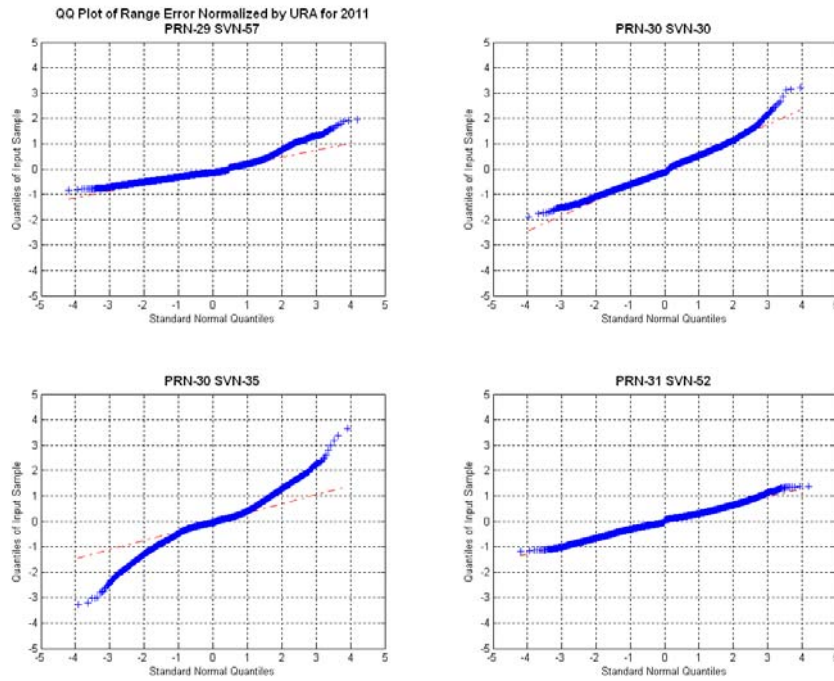 QQ Plot of Range Error Normalized by URA for 2011
PRN-29 SVN-57
5
4
3
2
1
0
-1
-2
-3
-4
-5
Quantiles of Input Sample
-5 -4 -3 -2 -1 0 1 2 3 4 5
Standard Normal Quantiles
PRN-30 SVN-30
5
4
3
2
1
0
-1
-2
-3
-4
-5
Quantiles of Input Sample
-5 -4 -3 -2 -1 0 1 2 3 4 5
Standard Normal Quantiles
PRN-30 SVN-35
5
4
3
2
1
0
-1
-2
-3
-4
-5
Quantiles of Input Sample
-5 -4 -3 -2 -1 0 1 2 3 4 5
Standard Normal Quantiles
PRN-31 SVN-52
5
4
3
2
1
0
-1
-2
-3
-4
-5
Quantiles of Input Sample
-5 -4 -3 -2 -1 0 1 2 3 4 5
Standard Normal Quantiles